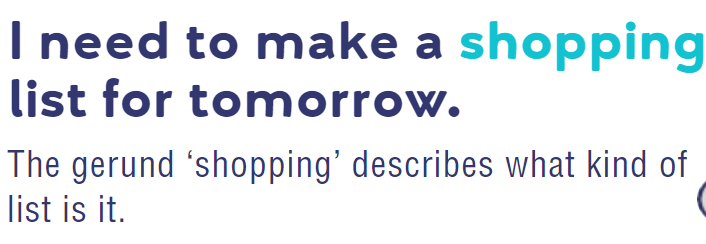 I need to make a shopping
list for tomorrow.
The gerund ‘shopping’ describes what kind of
list is it.